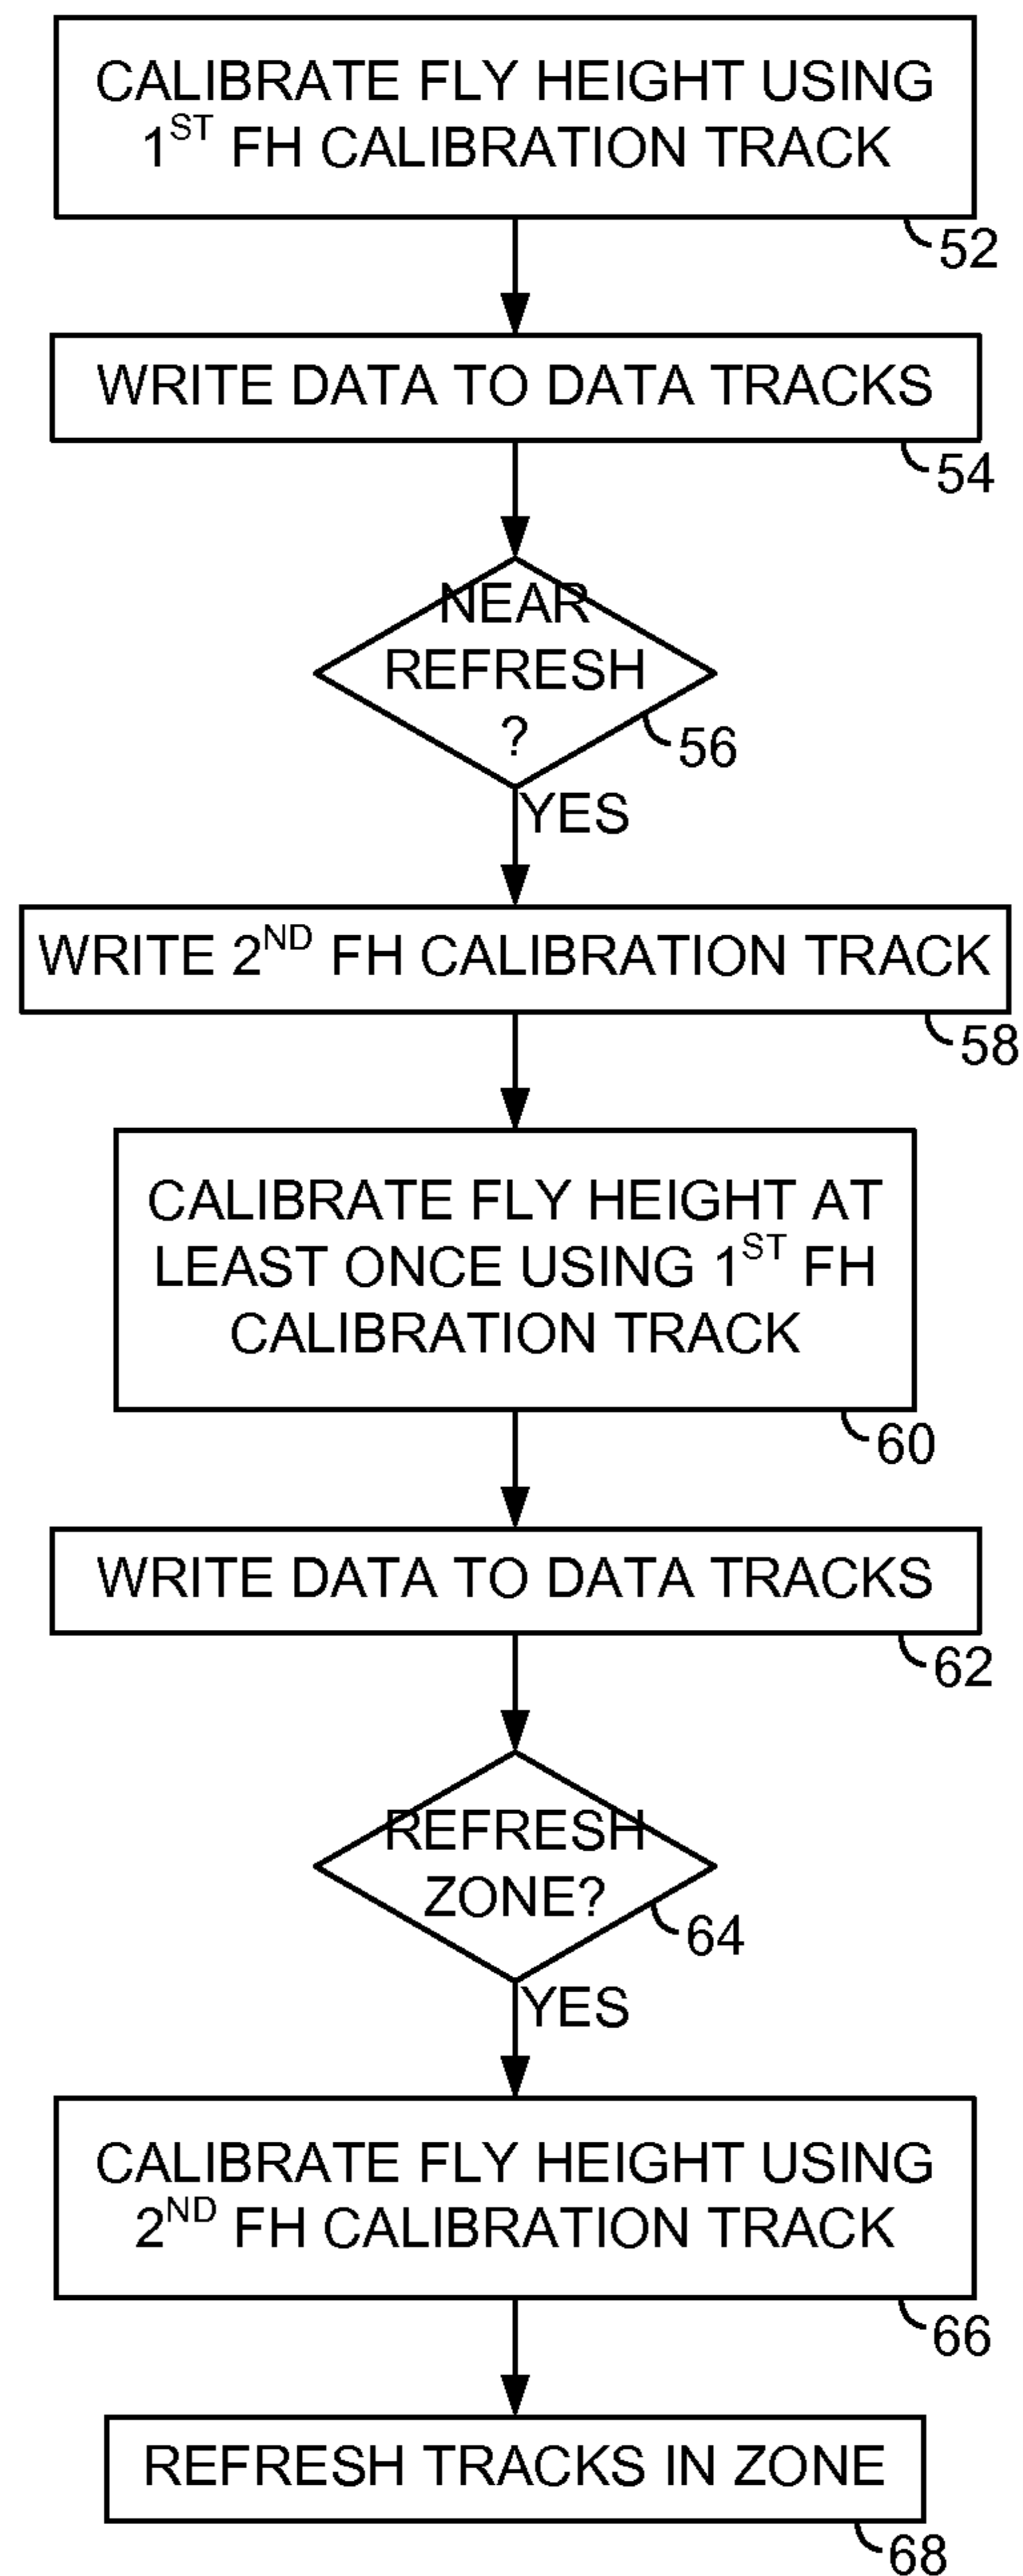 CALIBRATE FLY HEIGHT USING
1ST FH CALIBRATION TRACK
52
WRITE DATA TO DATA TRACKS
54
NEAR
REFRESH
?
56
YES
WRITE 2ND FH CALIBRATION TRACK
58
CALIBRATE FLY HEIGHT AT
LEAST ONCE USING 1ST FH
CALIBRATION TRACK
60
WRITE DATA TO DATA TRACKS
62
REFRESH
ZONE?
64
YES
CALIBRATE FLY HEIGHT USING
2ND FH CALIBRATION TRACK
66
REFRESH TRACKS IN ZONE
68